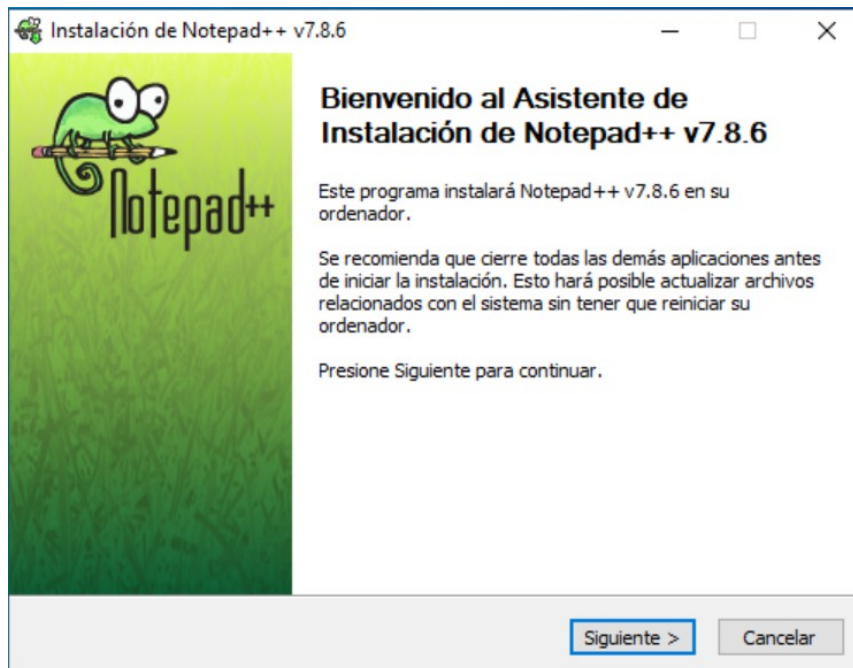 Instalación de Notepad++ v7.8.6
Notepad++
Bienvenido al Asistente de
Instalación de Notepad++ v7.8.6
Este programa instalará Notepad++ v7.8.6 en su
ordenador.
Se recomienda que cierre todas las demás aplicaciones antes
de iniciar la instalación. Esto hará posible actualizar archivos
relacionados con el sistema sin tener que reiniciar su
ordenador.
Presione Siguiente para continuar.
Siguiente >
Cancelar